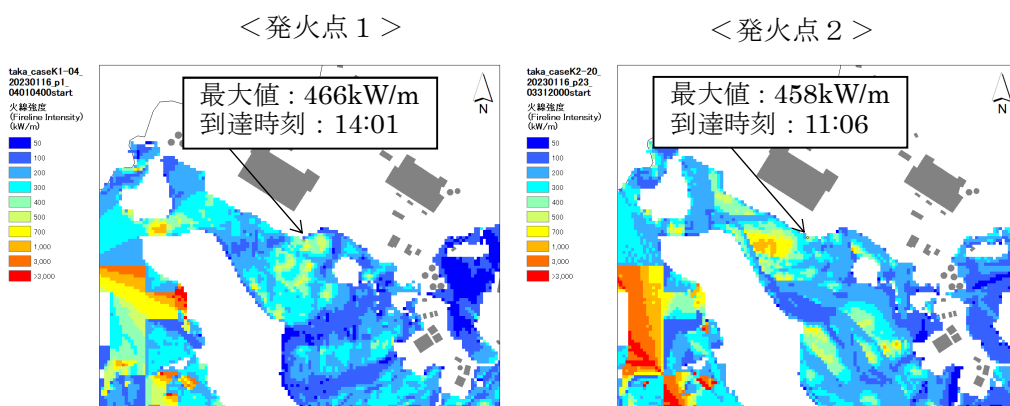 ＜発火点１＞
taka_caseK1-04_
20230116_p1_
04010400start
火線強度
(Fireline Intensity)
(kW/m)
50
100
200
300
400
500
700
1,000
3,000
>3,000
最大値：466kW/m
到達時刻：14:01
N
＜発火点２＞
taka_caseK2-20_
20230116_p23_
03312000start
火線強度
(Fireline Intensity)
(kW/m)
50
100
200
300
400
500
700
1,000
3,000
>3,000
最大値：458kW/m
到達時刻：11:06
N